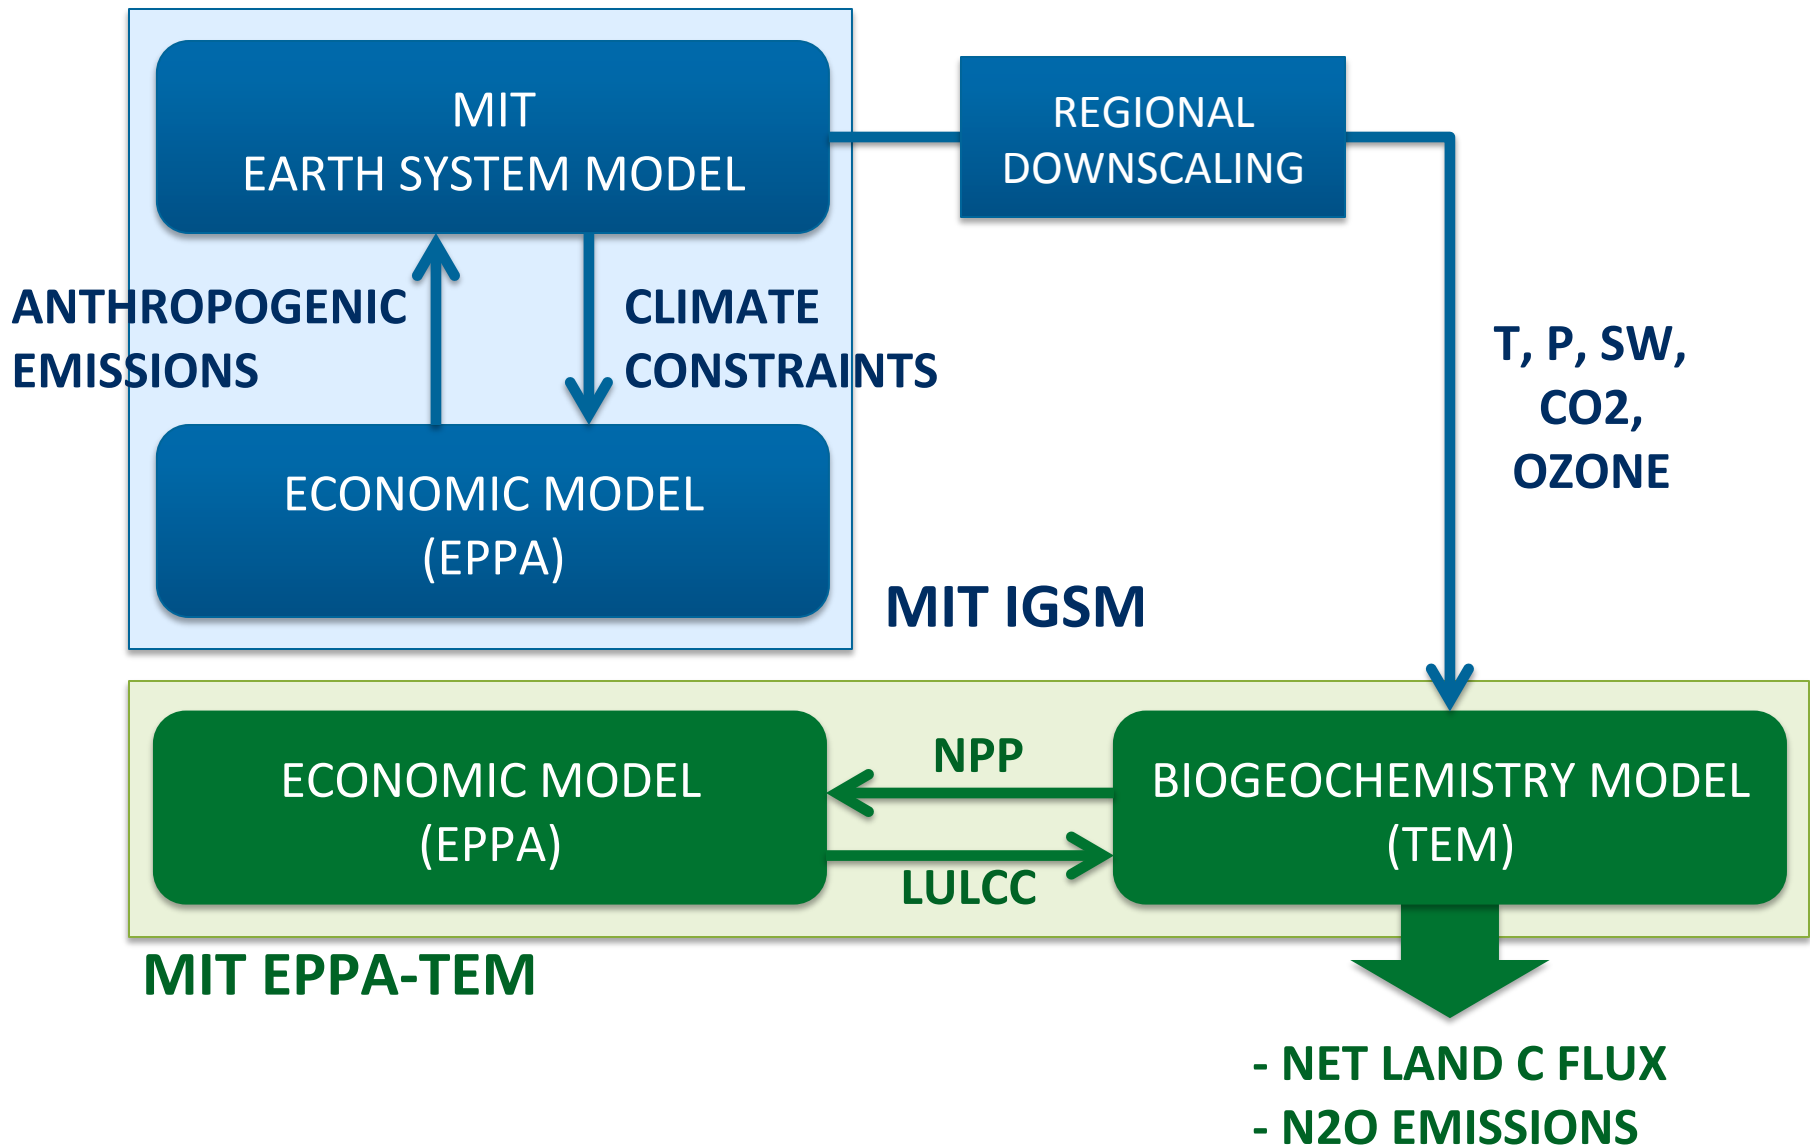 MIT
EARTH SYSTEM MODEL
REGIONAL
DOWNSCALING
ANTHROPOGENIC
EMISSIONS
CLIMATE
CONSTRAINTS
T, P, SW,
CO2,
OZONE
ECONOMIC MODEL
(EPPA)
MIT IGSM
ECONOMIC MODEL
(EPPA)
NPP
LULCC
BIOGEOCHEMISTRY MODEL
(TEM)
MIT EPPA-TEM
- NET LAND C FLUX
- N2O EMISSIONS